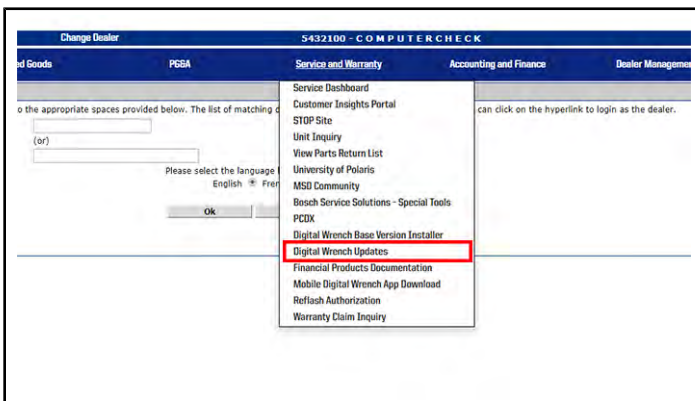 Change Dealer 5432100 - C O M P U T E R C H E C K
ed Goods PG&A Service and Warranty Accounting and Finance Dealer Managemen
o the appropriate spaces provided below. The list of matching d can click on the hyperlink to login as the dealer.
(or)
Please select the language
English Fren
Ok
Service Dashboard
Customer Insights Portal
STOP Site
Unit Inquiry
View Parts Return List
University of Polaris
MSD Community
Bosch Service Solutions - Special Tools
PCDX
Digital Wrench Base Version Installer
Digital Wrench Updates
Financial Products Documentation
Mobile Digital Wrench App Download
Reflash Authorization
Warranty Claim Inquiry